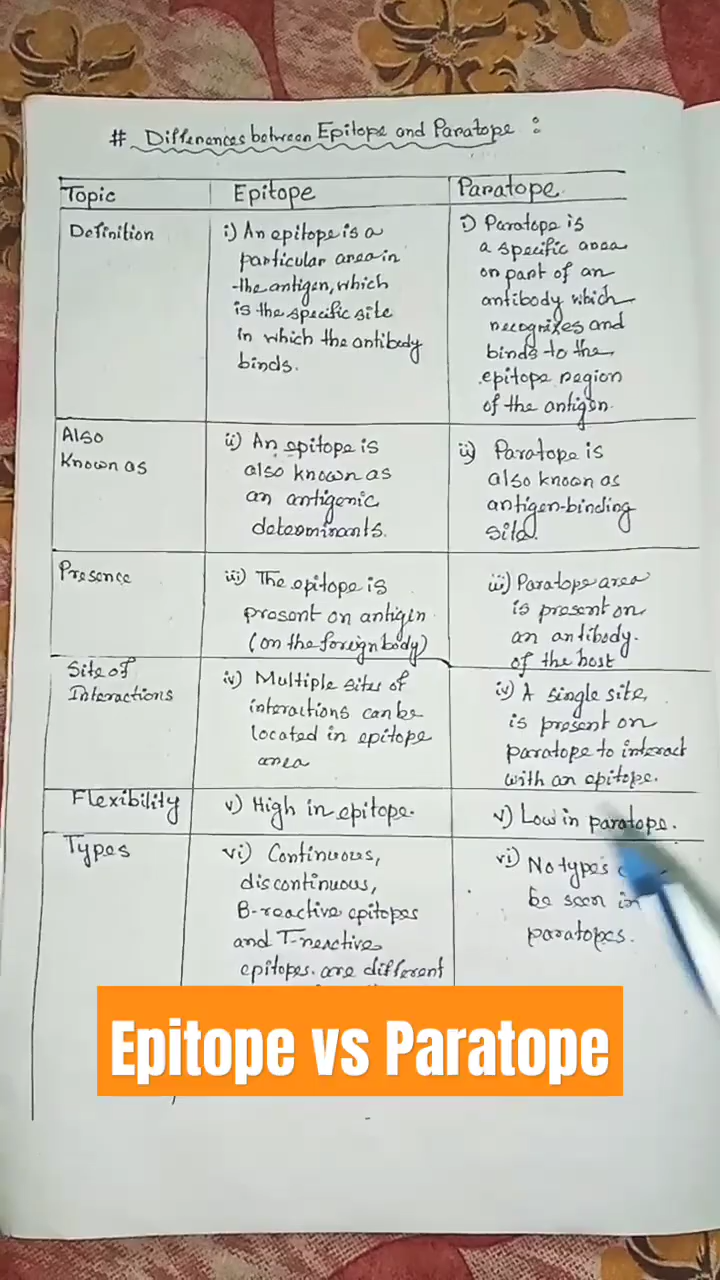 # Differences between Epitope and Paratope :
Topic
Epitope
Paratope.
Definition
i) An epitope is a
particular area in
the antigen, which
is the specific site
in which the antibody
binds.
i) Paratope is
a specific area
on part of an
antibody which
recognizes and
binds to the
epitope region
of the antigen.
Also
Known as
ii) An epitope is
also known as
an antigenic
determinants.
ii) Paratope is
also known as
antigen-binding
site.
Presence
iii) The epitope is
present on antigin
(on the foreign body)
iii) Paratope area
is present on
an antibody.
of the host
Site of
Interactions
iv) Multiple sites of
interactions can be
located in epitope
area
iv) A single site,
is present on
paratope to interact
with an epitope.
Flexibility
v) High in epitope.
v) Low in paratope.
Types
vi) Continuous,
discontinuous,
B-reactive epitopes
and T-reactive
epitopes. are different
vi) No types
be seen in
paratopes.
Epitope vs Paratope